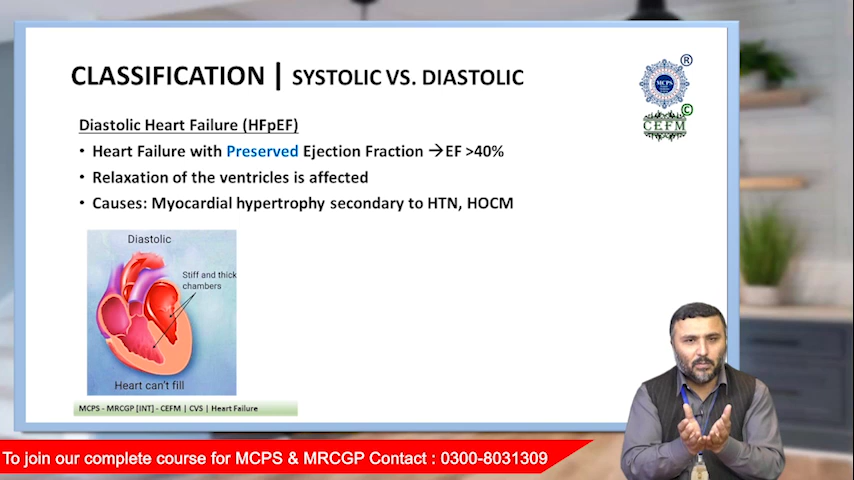 CLASSIFICATION | SYSTOLIC VS. DIASTOLIC
®
MCPS
©
CEFM
Diastolic Heart Failure (HFpEF)
• Heart Failure with Preserved Ejection Fraction →EF >40%
• Relaxation of the ventricles is affected
• Causes: Myocardial hypertrophy secondary to HTN, HOCM
Diastolic
Stiff and thick
chambers
Heart can't fill
MCPS - MRCGP [INT] - CEFM | CVS | Heart Failure
To join our complete course for MCPS & MRCGP Contact : 0300-8031309